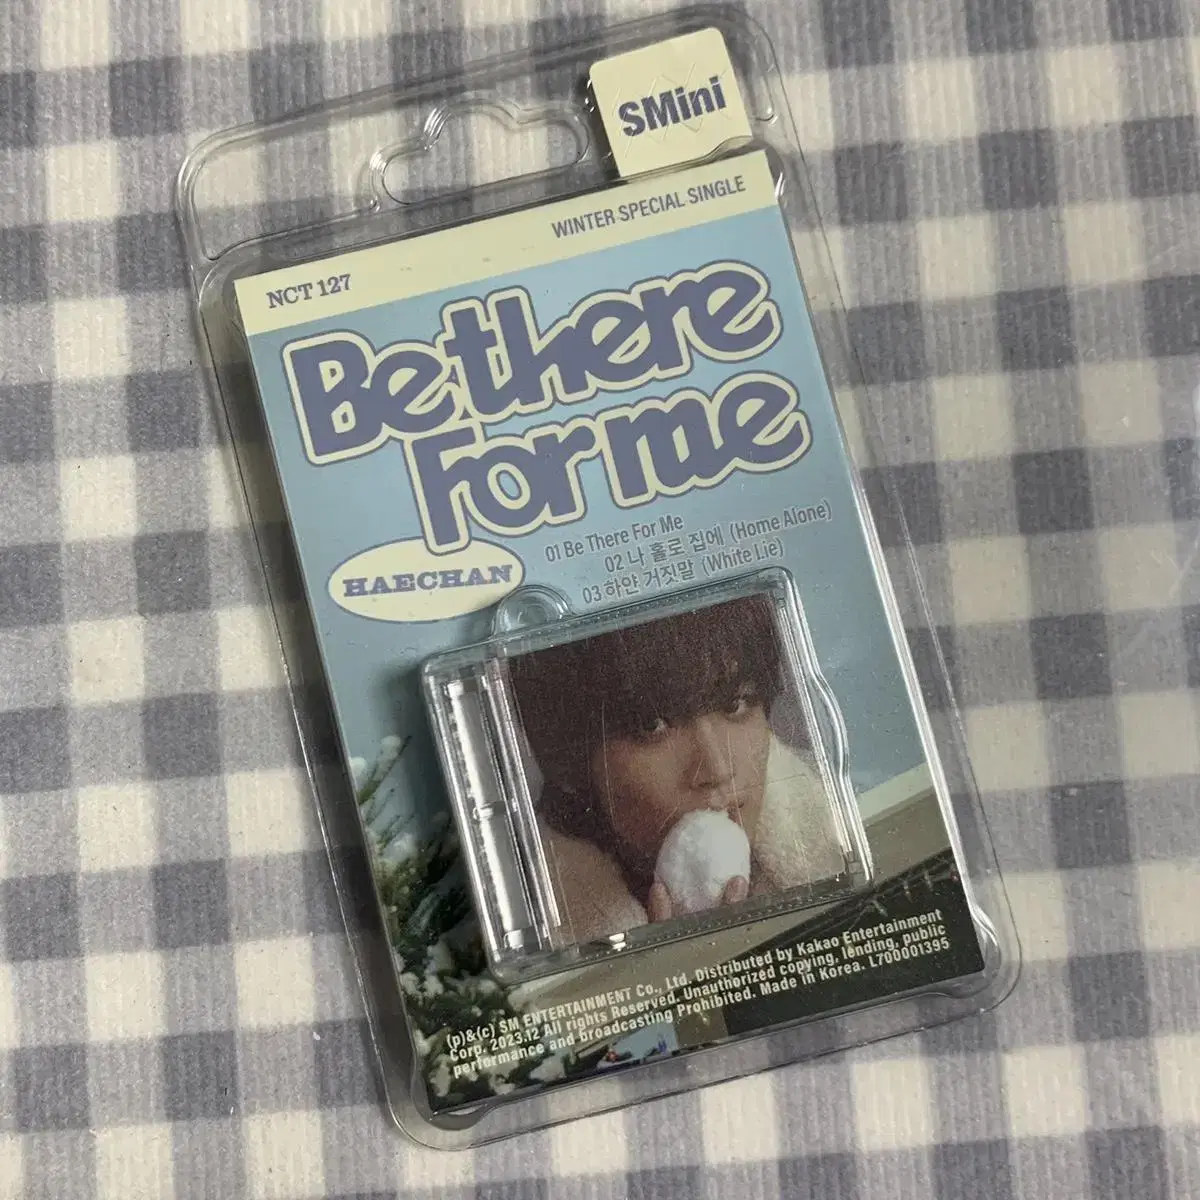 SMini
WINTER SPECIAL SINGLE
NCT 127
Be there
For me
01 Be There For Me
02 나 홀로 집에 (Home Alone)
03 하얀 거짓말 (White Lie)
HAECHAN
(p)&(c) SM ENTERTAINMENT Co., Ltd. Distributed by Kakao Entertainment
Corp. 2023.12 All rights Reserved. Unauthorized copying, lending, public
performance and broadcasting Prohibited. Made in Korea. L700001395